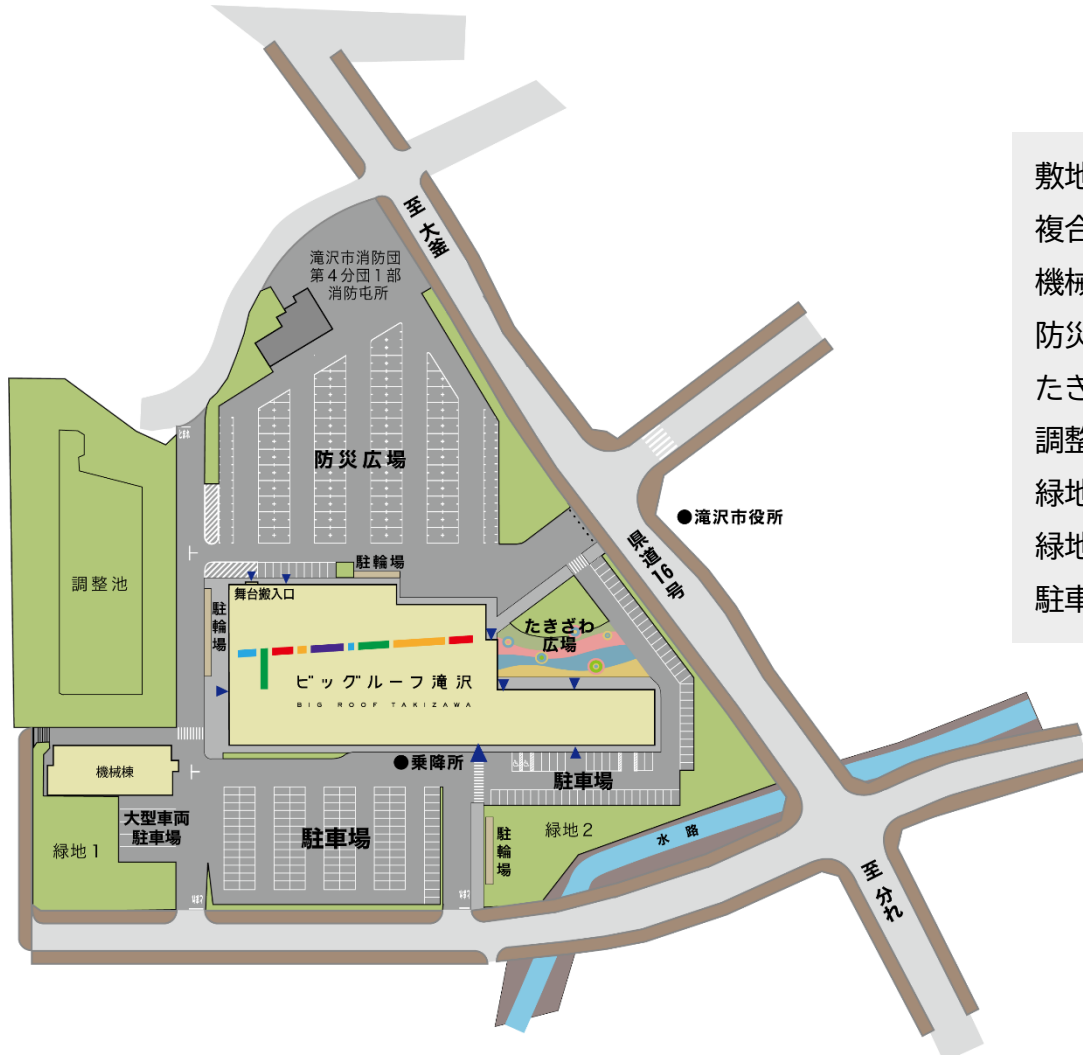 至 大釜
滝沢市消防団
第4分団1部
消防屯所
防災広場
●滝沢市役所
県道16号
調整池
駐輪場
舞台搬入口
駐輪場
たきざわ
広場
ビッグルーフ滝沢
BIG ROOF TAKIZAWA
●乗降所
機械棟
駐車場
大型車両
駐車場
駐車場
緑地1
駐輪場
緑地2
水路
至 分れ
敷地
複合
機械
防災
たき
調整
緑地
緑地
駐車